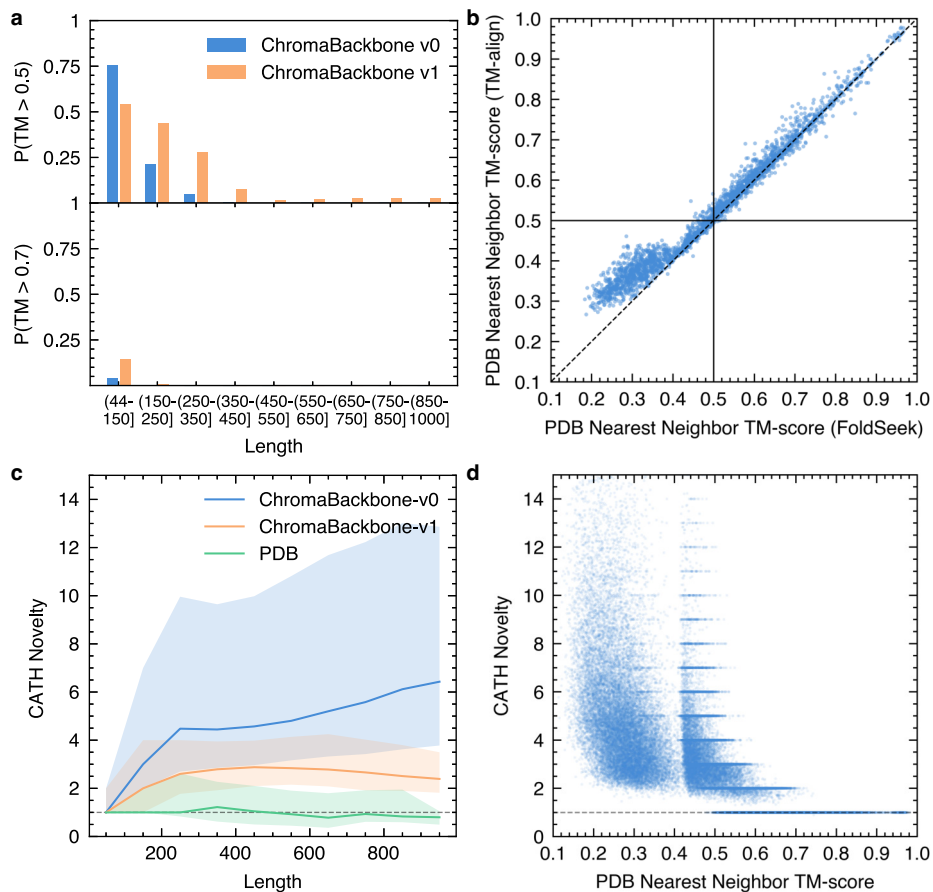 a
1
0.75
0.5
0.25
P(TM > 0.5)
ChromaBackbone v0
ChromaBackbone v1
1
0.75
0.5
0.25
P(TM > 0.7)
(44- (150- (250- (350- (450- (550- (650- (750- (850-
150] 250] 350] 450] 550] 650] 750] 850] 1000]
Length
b
1.0
0.9
0.8
0.7
0.6
0.5
0.4
0.3
0.1
PDB Nearest Neighbor TM-score (TM-align)
0.1 0.2 0.3 0.4 0.5 0.6 0.7 0.8 0.9 1.0
PDB Nearest Neighbor TM-score (FoldSeek)
c
14
12
10
8
6
4
2
0
CATH Novelty
ChromaBackbone-v0
ChromaBackbone-v1
PDB
200 400 600 800
Length
d
14
12
10
8
6
4
2
0
CATH Novelty
0.1 0.2 0.3 0.4 0.5 0.6 0.7 0.8 0.9 1.0
PDB Nearest Neighbor TM-score